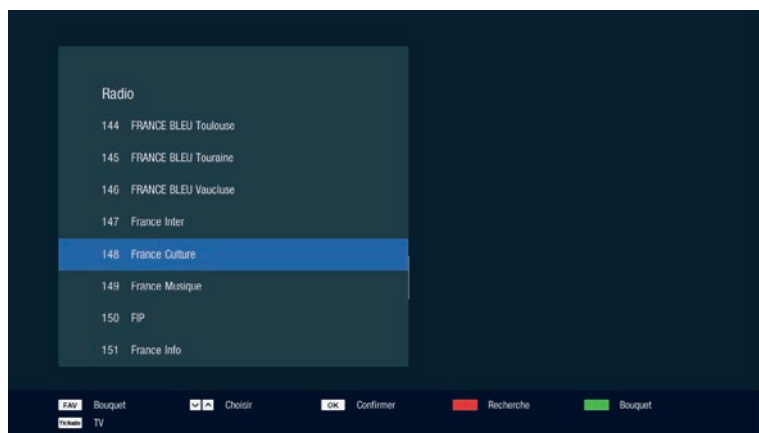 Radio
144 FRANCE BLEU Toulouse
145 FRANCE BLEU Touraine
146 FRANCE BLEU Vaucluse
147 France Inter
148 France Culture
149 France Musique
150 FIP
151 France Info
FAV Bouquet OK Confirmer Recherche Bouquet
TV/Radio TV